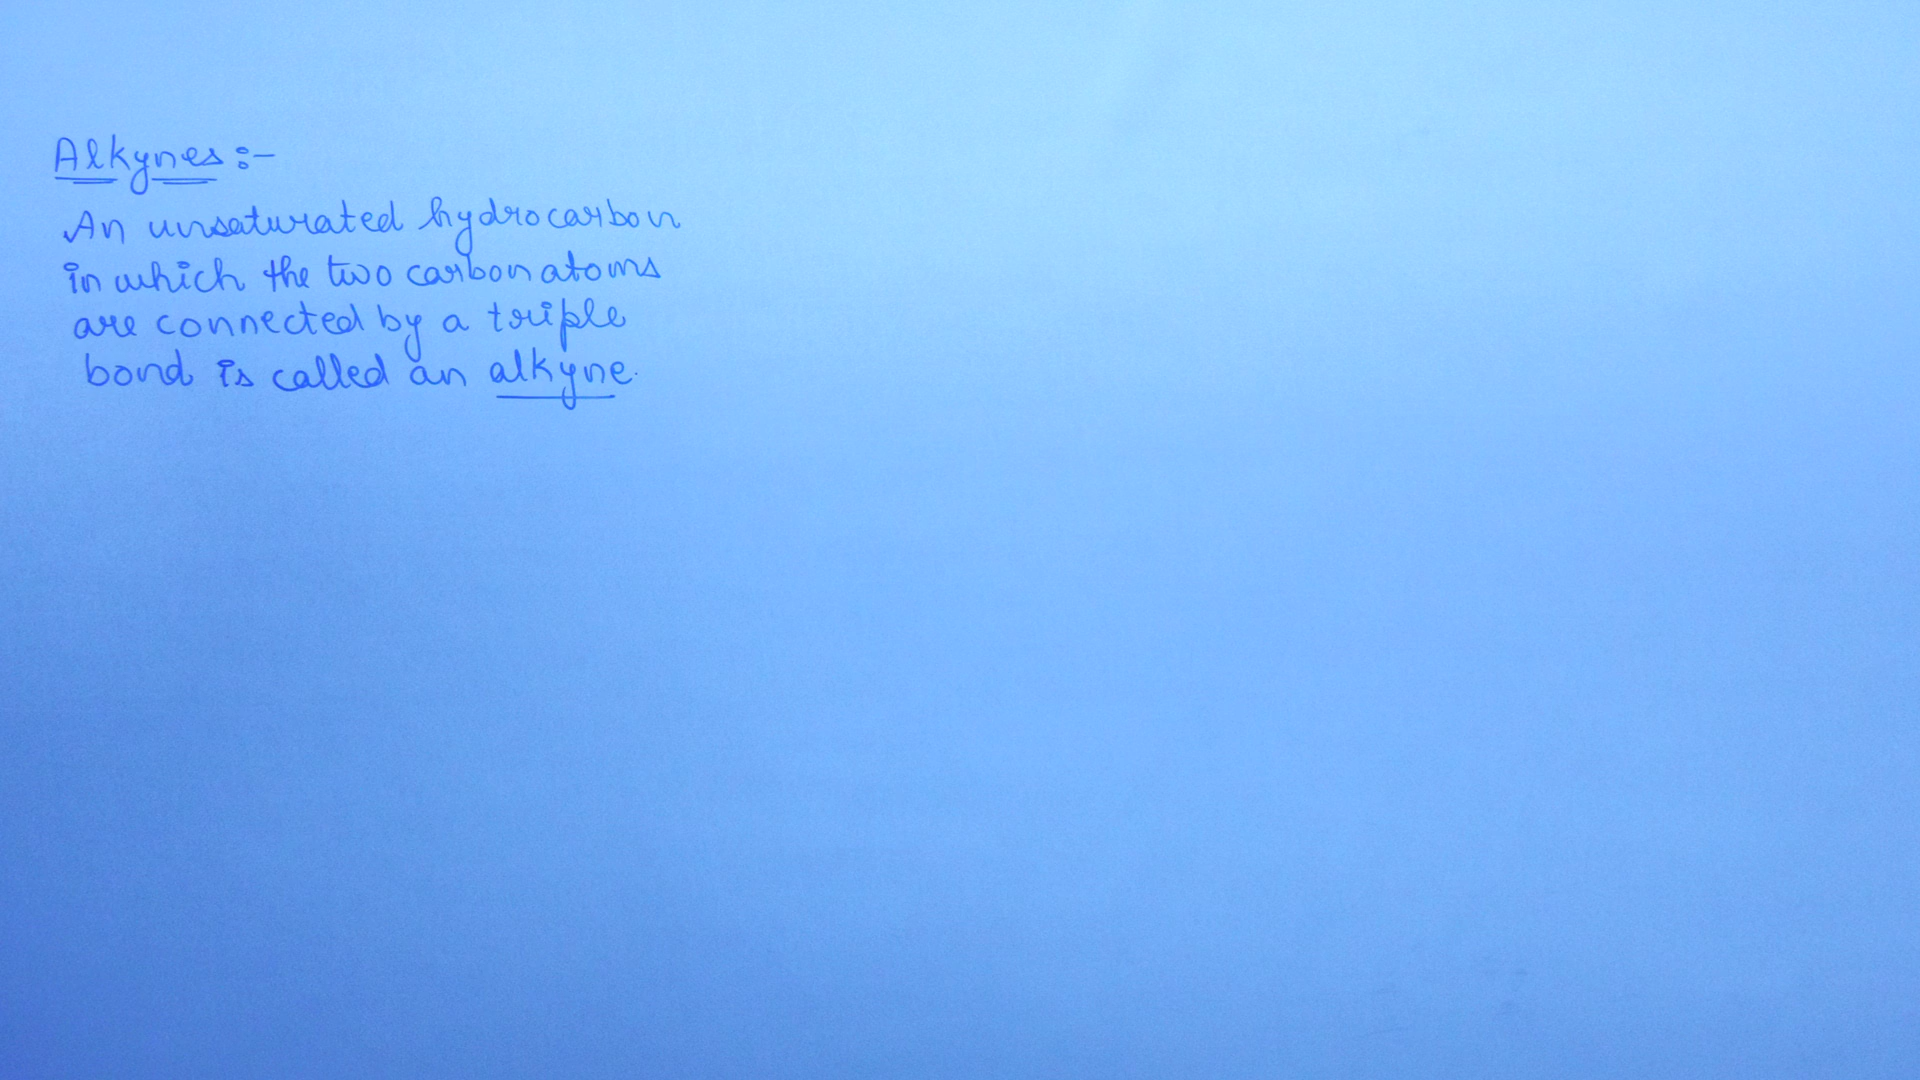 Alkynes :-
An unsaturated hydrocarbon
in which the two carbon atoms
are connected by a triple
bond is called an alkyne.